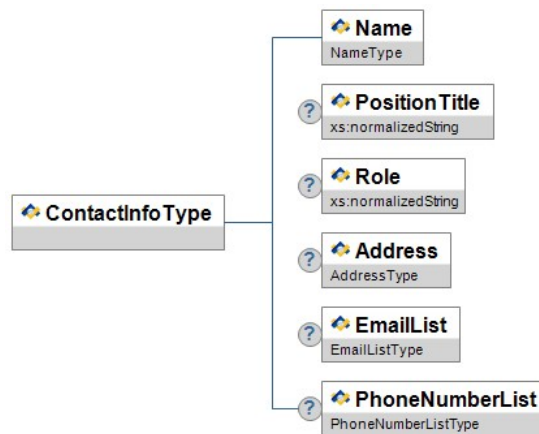 Name
NameType
?
PositionTitle
xs:normalizedString
?
Role
xs:normalizedString
ContactInfoType
?
Address
AddressType
?
EmailList
EmailListType
?
PhoneNumberList
PhoneNumberListType